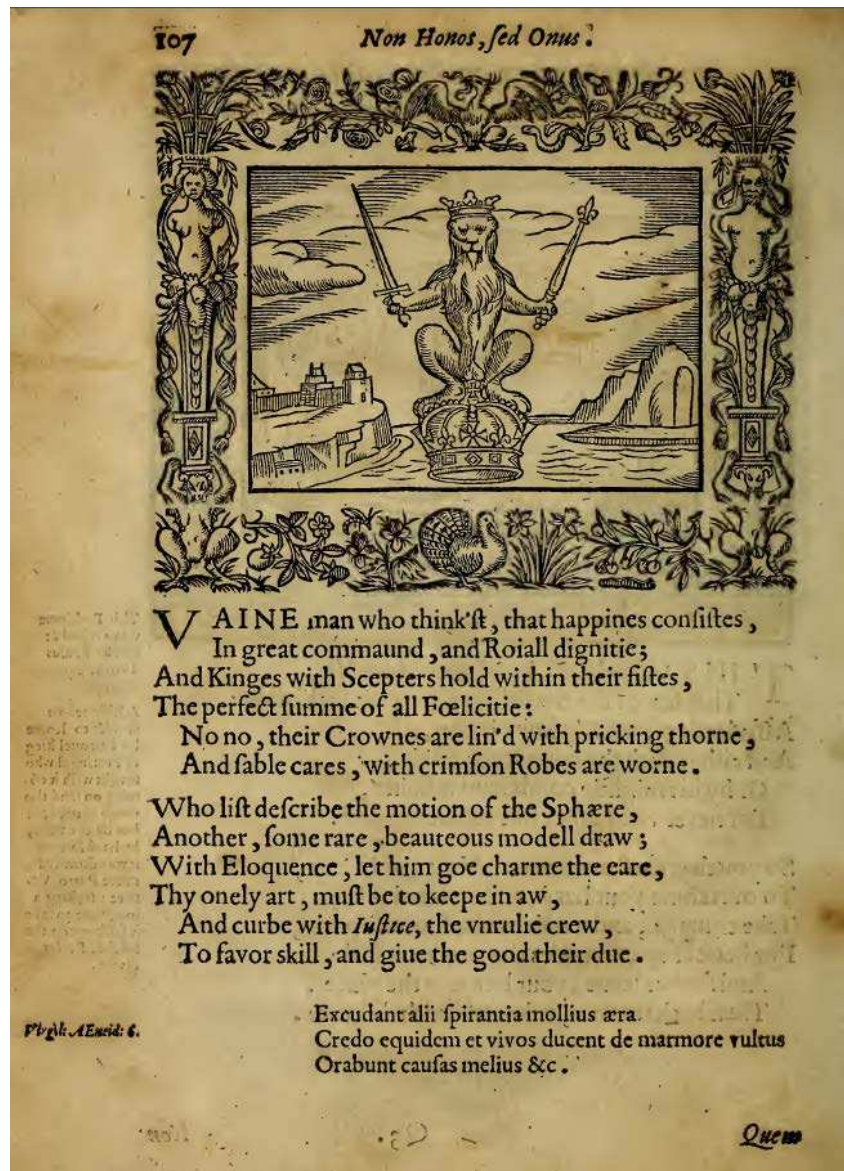 107
Non Honos, ſed Onus.
VAINE man who think'ſt, that happines conſiſtes,
In great commaund, and Roiall dignitie;
And Kinges with Scepters hold within their fiſtes,
The perfect ſumme of all Fœlicitie:
No no, their Crownes are lin'd with pricking thorne,
And ſable cares, with crimſon Robes are worne.
Who liſt deſcribe the motion of the Sphære,
Another, ſome rare, beauteous modell draw;
With Eloquence, let him goe charme the eare,
Thy onely art, muſt be to keepe in aw,
And curbe with Iuſtice, the vnrulie crew,
To favor skill, and giue the good their due.
Excudant alii ſpirantia mollius æra.
Virgil: AEneid: 6.
Credo equidem et vivos ducent de marmore vultus
Orabunt cauſas melius &c.
Quem